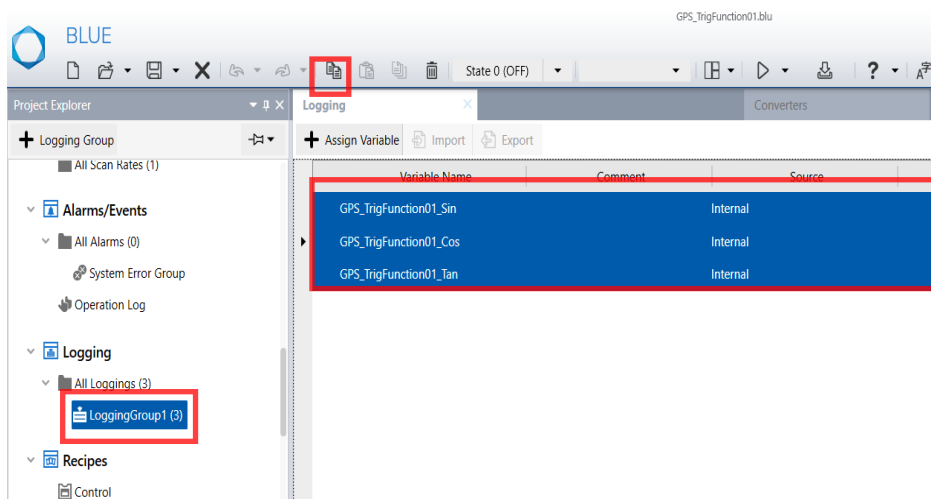 GPS_TrigFunction01.blu
BLUE
State 0 (OFF)
Project Explorer
Logging
Converters
Logging Group
Assign Variable Import Export
All Scan Rates (1)
Variable Name Comment Source
Alarms/Events
GPS_TrigFunction01_Sin Internal
All Alarms (0)
GPS_TrigFunction01_Cos Internal
System Error Group
GPS_TrigFunction01_Tan Internal
Operation Log
Logging
All Loggings (3)
LoggingGroup1 (3)
Recipes
Control